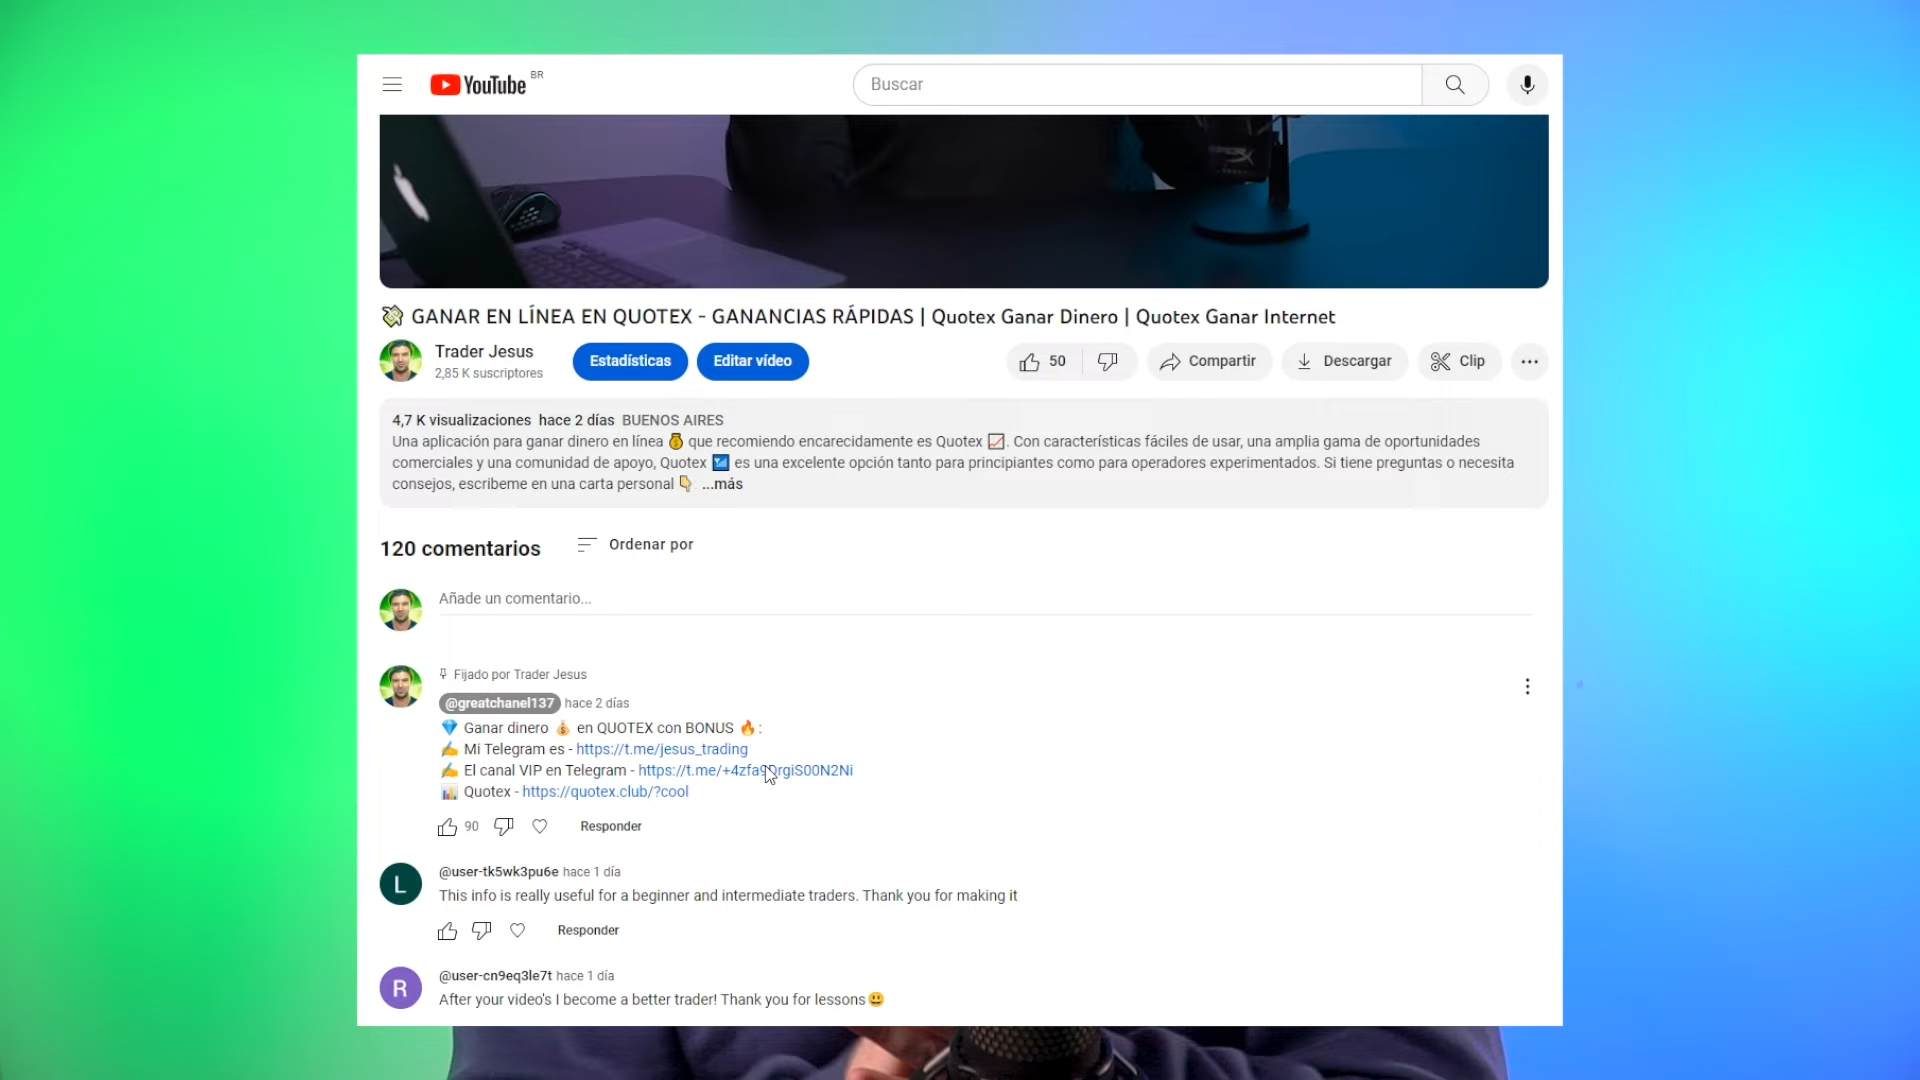 YouTube BR
Buscar
💸 GANAR EN LÍNEA EN QUOTEX - GANANCIAS RÁPIDAS | Quotex Ganar Dinero | Quotex Ganar Internet
Trader Jesus
2,85 K suscriptores
Estadísticas
Editar vídeo
50
Compartir
Descargar
Clip
4,7 K visualizaciones hace 2 días BUENOS AIRES
Una aplicación para ganar dinero en línea 💰 que recomiendo encarecidamente es Quotex 📈. Con características fáciles de usar, una amplia gama de oportunidades
comerciales y una comunidad de apoyo, Quotex 📶 es una excelente opción tanto para principiantes como para operadores experimentados. Si tiene preguntas o necesita
consejos, escribeme en una carta personal 👇 ...más
120 comentarios
Ordenar por
Añade un comentario...
Fijado por Trader Jesus
@greatchanel137 hace 2 días
💎 Ganar dinero 💰 en QUOTEX con BONUS 🔥:
✍ Mi Telegram es - https://t.me/jesus_trading
✍ El canal VIP en Telegram -
📊 Quotex - https://quotex.club/?cool
90
Responder
L
@user-tk5wk3pu6e hace 1 día
This info is really useful for a beginner and intermediate traders. Thank you for making it
Responder
R
@user-cn9eq3le7t hace 1 día
After your video's I become a better trader! Thank you for lessons😃